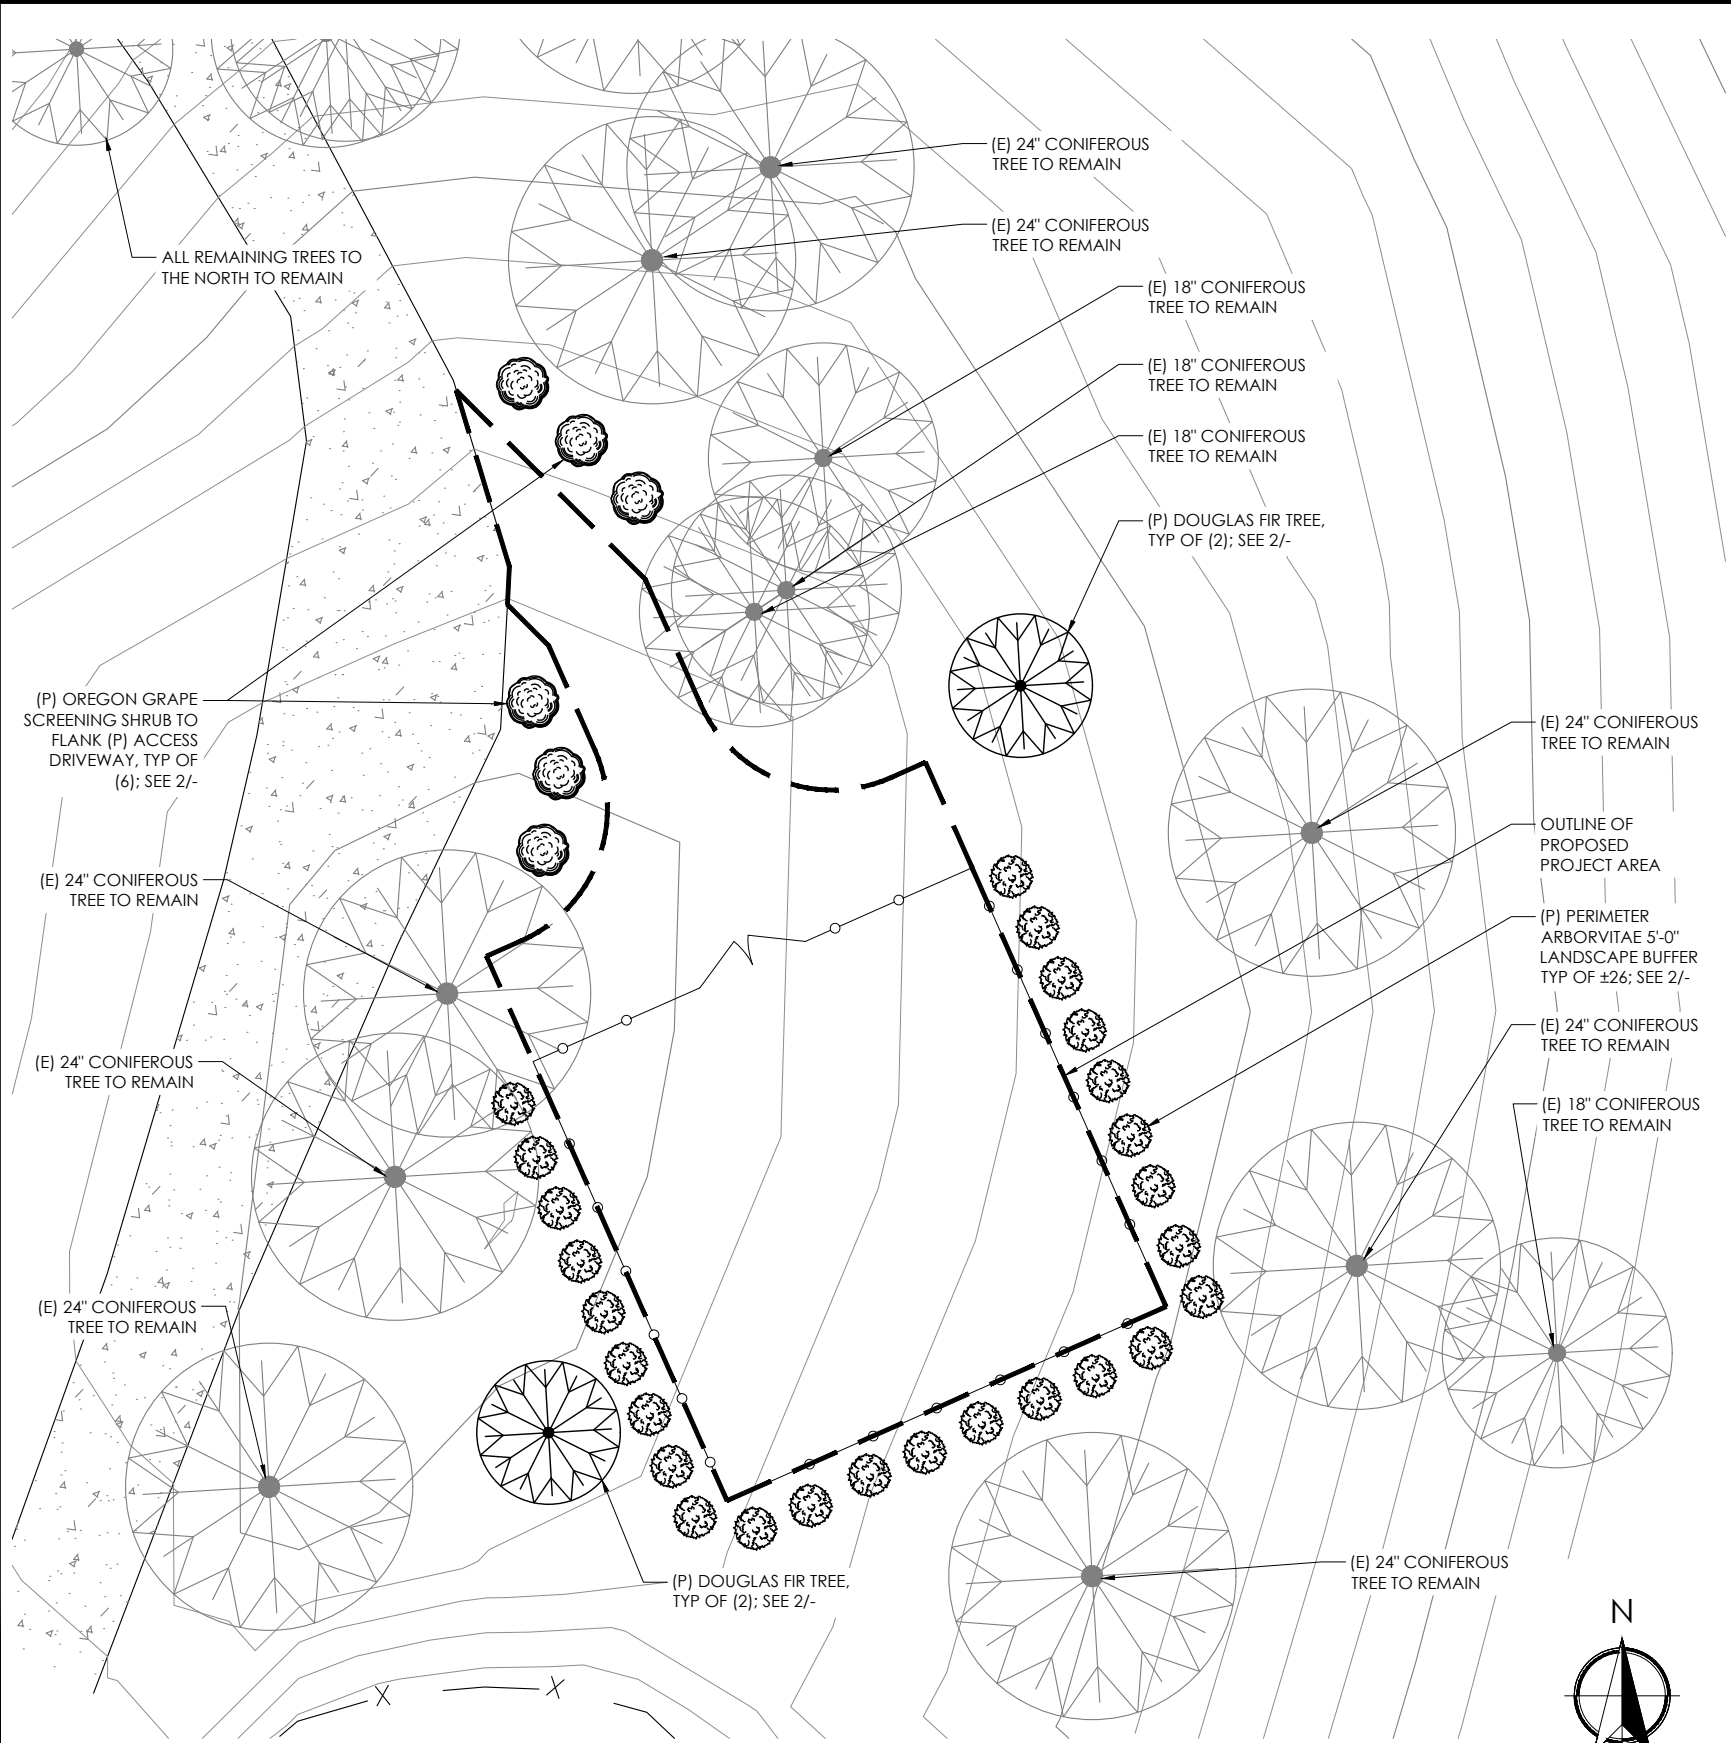 (E) 24" CONIFEROUS
TREE TO REMAIN
(E) 24" CONIFEROUS
TREE TO REMAIN
ALL REMAINING TREES TO
THE NORTH TO REMAIN
(E) 18" CONIFEROUS
TREE TO REMAIN
(E) 18" CONIFEROUS
TREE TO REMAIN
(E) 18" CONIFEROUS
TREE TO REMAIN
(P) DOUGLAS FIR TREE,
TYP OF (2); SEE 2/-
(P) OREGON GRAPE
SCREENING SHRUB TO
FLANK (P) ACCESS
DRIVEWAY, TYP OF
(6); SEE 2/-
(E) 24" CONIFEROUS
TREE TO REMAIN
OUTLINE OF
PROPOSED
PROJECT AREA
(E) 24" CONIFEROUS
TREE TO REMAIN
(P) PERIMETER
ARBORVITAE 5'-0"
LANDSCAPE BUFFER
TYP OF ±26; SEE 2/-
(E) 24" CONIFEROUS
TREE TO REMAIN
(E) 24" CONIFEROUS
TREE TO REMAIN
(E) 18" CONIFEROUS
TREE TO REMAIN
(E) 24" CONIFEROUS
TREE TO REMAIN
(P) DOUGLAS FIR TREE,
TYP OF (2); SEE 2/-
(E) 24" CONIFEROUS
TREE TO REMAIN
N
X X